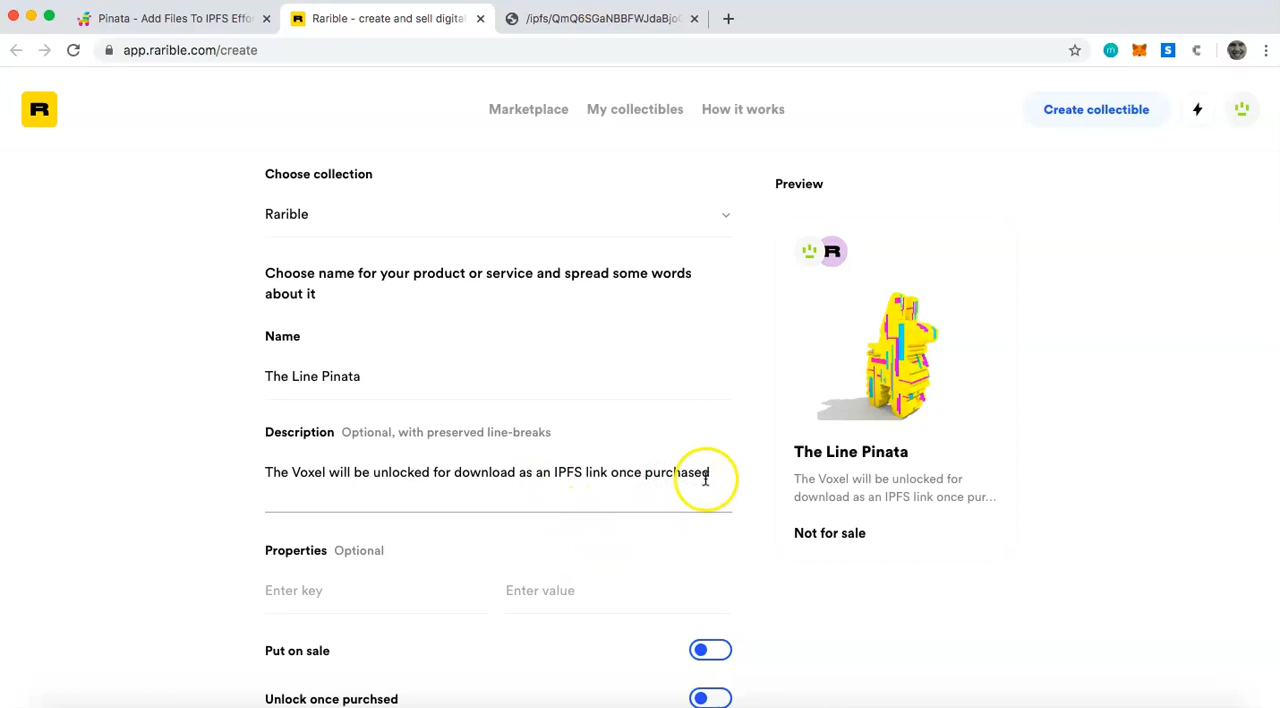 Pinata - Add Files To IPFS Effor
Rarible - create and sell digital
/ipfs/QmQ6SGaNBBFWJdaBjo
app.rarible.com/create
R
Marketplace
My collectibles
How it works
Create collectible
Choose collection
Rarible
Choose name for your product or service and spread some words
about it
Name
The Line Pinata
Description Optional, with preserved line-breaks
The Voxel will be unlocked for download as an IPFS link once purchased
Properties Optional
Enter key
Enter value
Put on sale
Unlock once purchsed
Preview
R
The Line Pinata
The Voxel will be unlocked for
download as an IPFS link once pur...
Not for sale